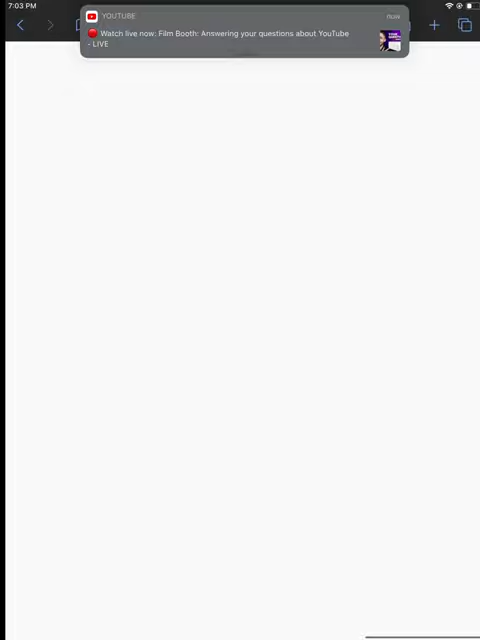 7:03 PM
YOUTUBE
now
🔴 Watch live now: Film Booth: Answering your questions about YouTube
- LIVE